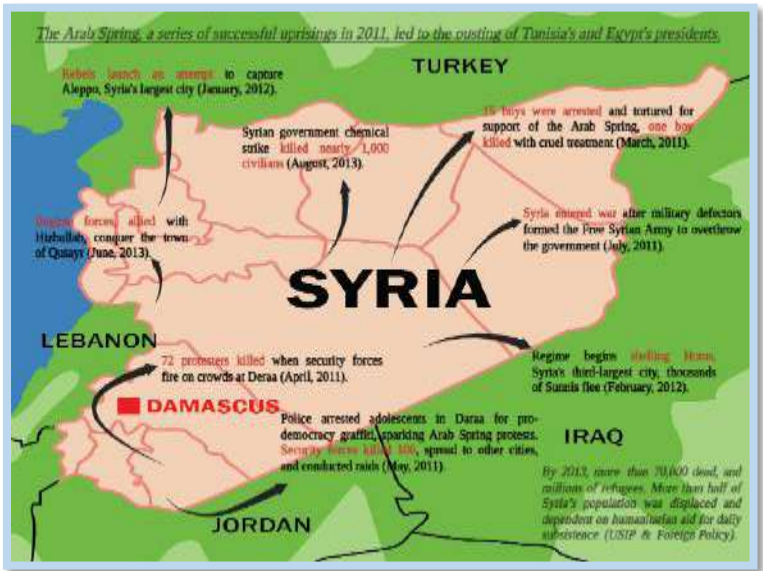 The Arab Spring, a series of successful uprisings in 2011, led to the ousting of Tunisia's and Egypt's presidents.
TURKEY
Rebels launch an attempt to capture
Aleppo, Syria's largest city (January, 2012).
Syrian government chemical
strike killed nearly 1,000
civilians (August, 2013).
15 boys were arrested and tortured for
support of the Arab Spring, one boy
killed with cruel treatment (March, 2011).
Regime forces, allied with
Hizbullah, conquer the town
of Qusayr (June, 2013).
Syria entered war after military defectors
formed the Free Syrian Army to overthrow
the government (July, 2011).
SYRIA
LEBANON
72 protesters killed when security forces
fire on crowds at Deraa (April, 2011).
Regime begins shelling Homs,
Syria's third-largest city, thousands
of Sunnis flee (February, 2012).
DAMASCUS
Police arrested adolescents in Daraa for pro-
democracy graffiti, sparking Arab Spring protests.
Security forces killed 100, spread to other cities,
and conducted raids (May, 2011).
IRAQ
By 2013, more than 70,000 dead, and
millions of refugees. More than half of
Syria's population was displaced and
dependent on humanitarian aid for daily
subsistence (USIP & Foreign Policy).
JORDAN